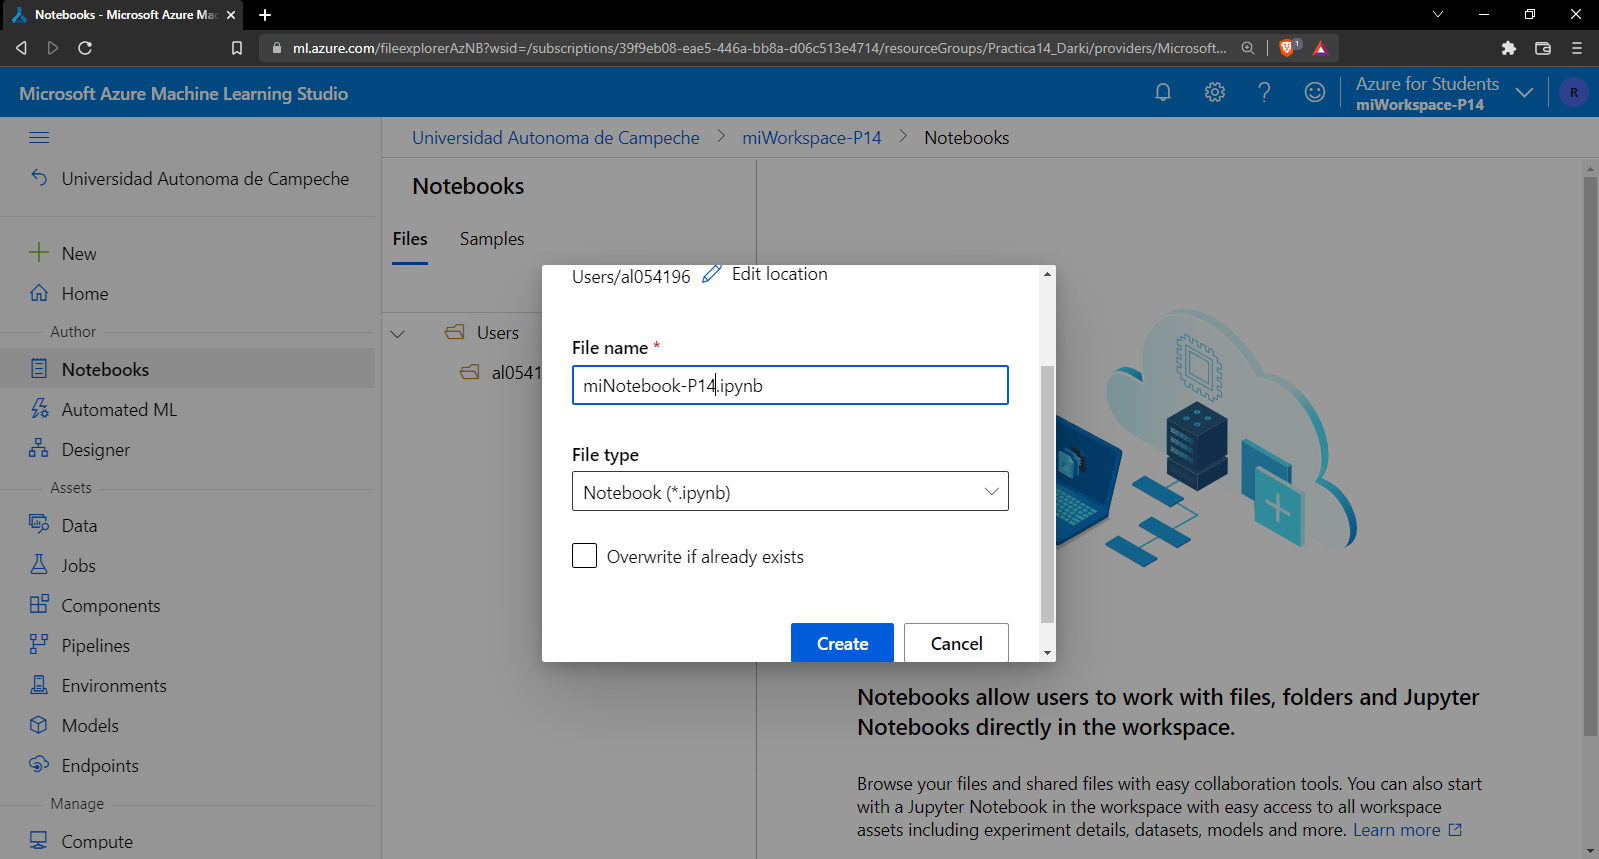 Notebooks - Microsoft Azure Mac
ml.azure.com/fileexplorerAzNB?wsid=/subscriptions/39f9eb08-eae5-446a-bb8a-d06c513e4714/resourceGroups/Practica14_Darki/providers/Microsoft...
1
Microsoft Azure Machine Learning Studio
Azure for Students
miWorkspace-P14
R
Universidad Autonoma de Campeche
New
Home
Author
Notebooks
Automated ML
Designer
Assets
Data
Jobs
Components
Pipelines
Environments
Models
Endpoints
Manage
Compute
Universidad Autonoma de Campeche > miWorkspace-P14 > Notebooks
Notebooks
Files
Samples
Users
al0541
Users/al054196
Edit location
File name *
miNotebook-P14.ipynb
File type
Notebook (*.ipynb)
Overwrite if already exists
Create
Cancel
Notebooks allow users to work with files, folders and Jupyter
Notebooks directly in the workspace.
Browse your files and shared files with easy collaboration tools. You can also start
with a Jupyter Notebook in the workspace with easy access to all workspace
assets including experiment details, datasets, models and more. Learn more